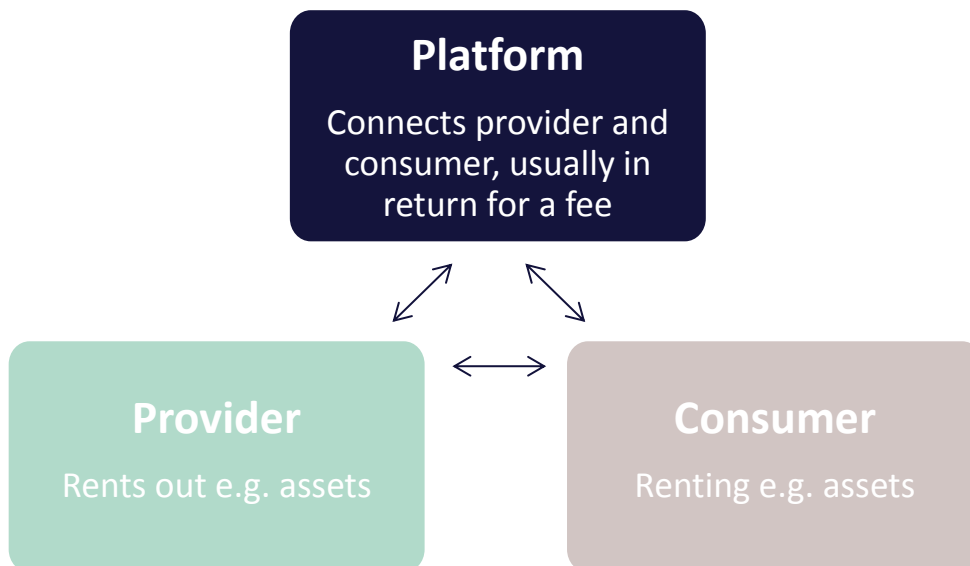 Platform
Connects provider and
consumer, usually in
return for a fee
Provider
Rents out e.g. assets
Consumer
Renting e.g. assets